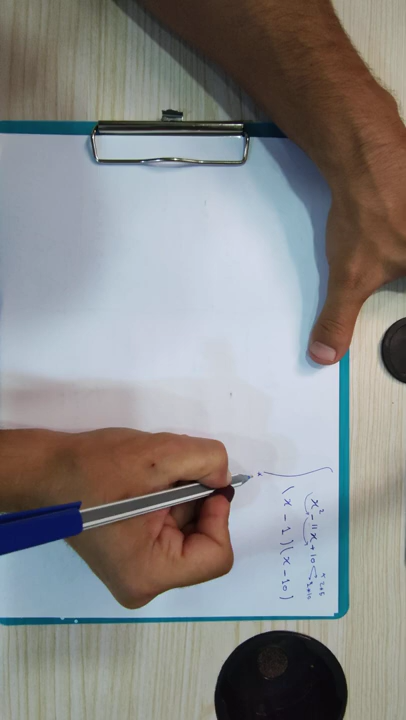 x² - 11x + 10
(x - 1)(x - 10)